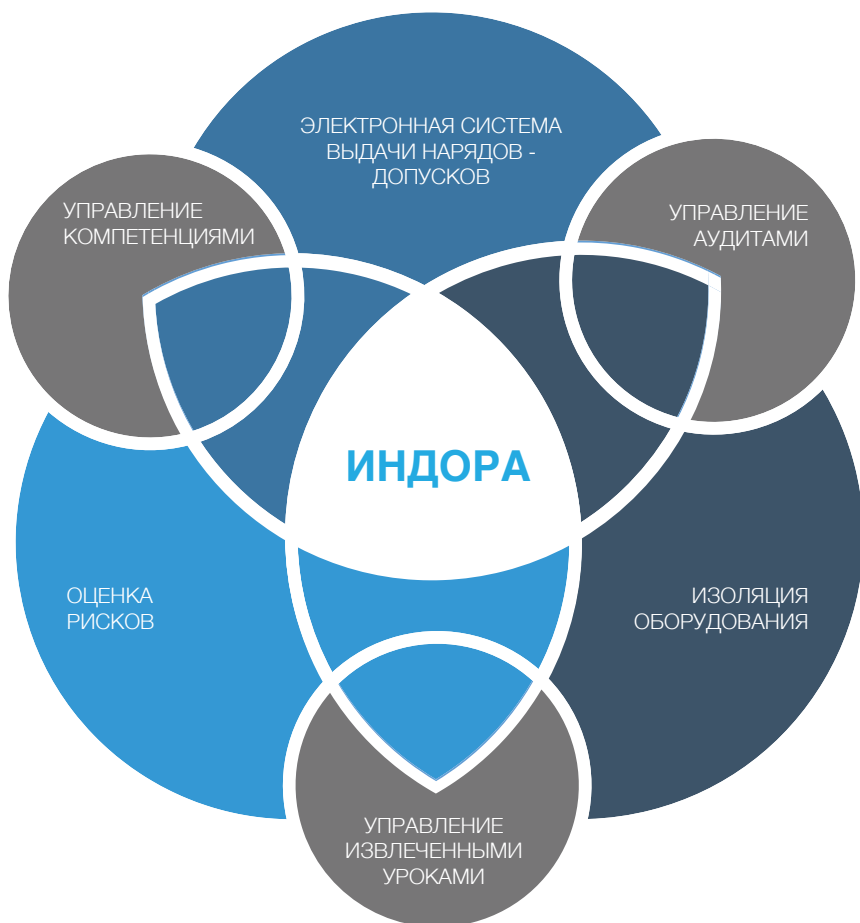 ЭЛЕКТРОННАЯ СИСТЕМА
ВЫДАЧИ НАРЯДОВ -
ДОПУСКОВ
УПРАВЛЕНИЕ
КОМПЕТЕНЦИЯМИ
УПРАВЛЕНИЕ
АУДИТАМИ
ИНДОРА
ОЦЕНКА
РИСКОВ
ИЗОЛЯЦИЯ
ОБОРУДОВАНИЯ
УПРАВЛЕНИЕ
ИЗВЛЕЧЕННЫМИ
УРОКАМИ